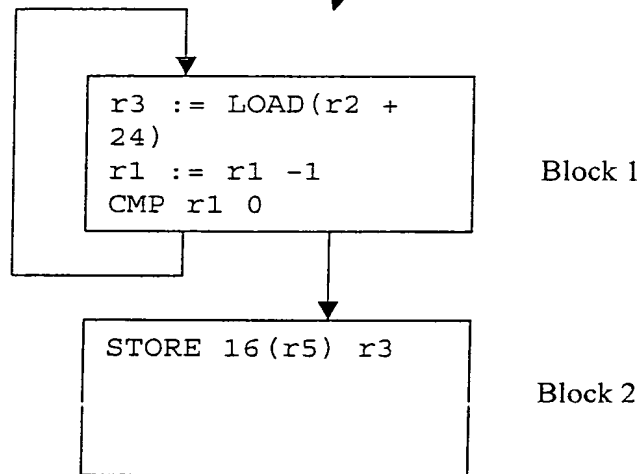 r3 := LOAD(r2 +
24)
r1 := r1 -1
CMP r1 0
Block 1
STORE 16(r5) r3
Block 2